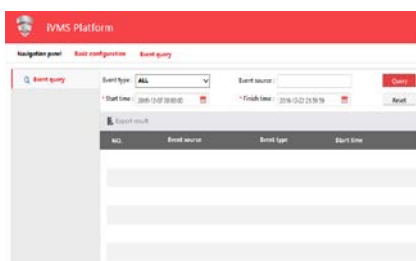 iVMS Platform
Navigation panel Basic configuration Event query
Event query
Event type : ALL Event source : Query
* Start time : * Finish time : Reset
Export result
NO. Event source Event type Start time